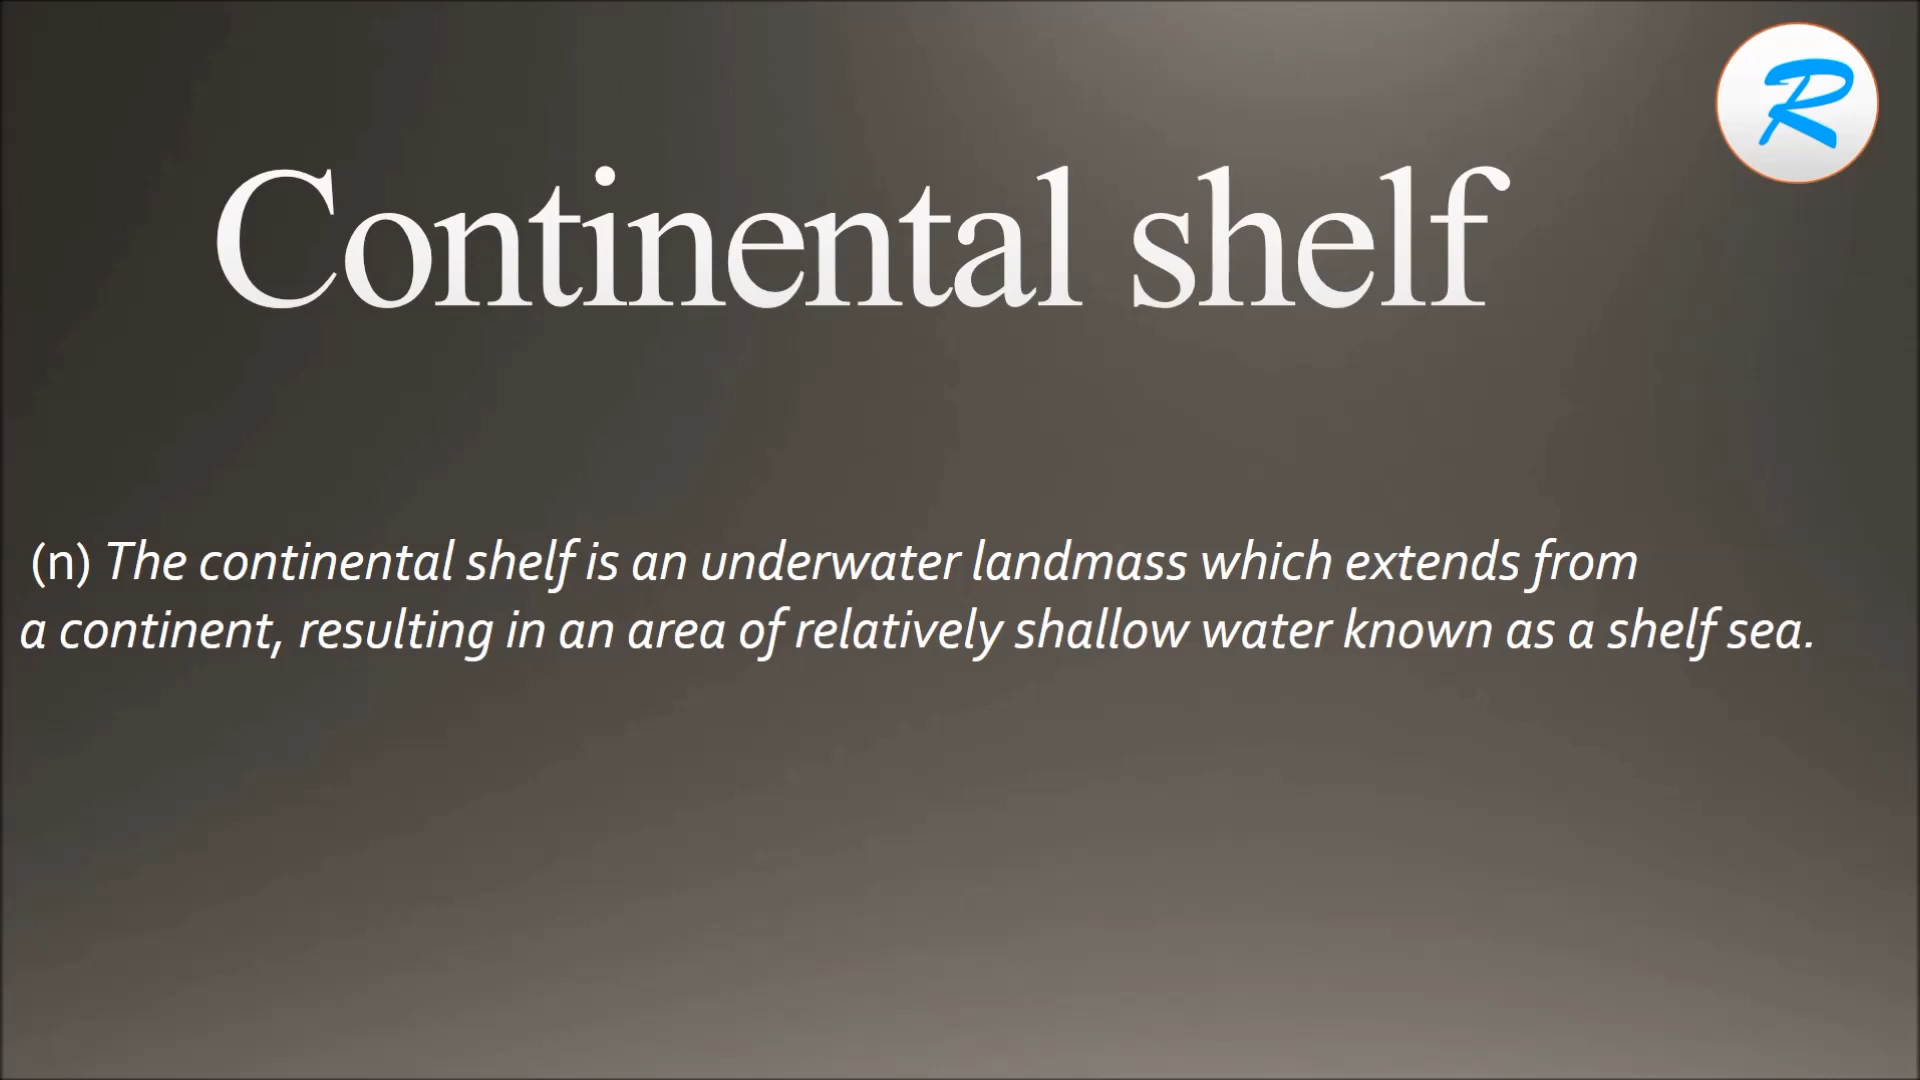 R
Continental shelf
(n) The continental shelf is an underwater landmass which extends from
a continent, resulting in an area of relatively shallow water known as a shelf sea.